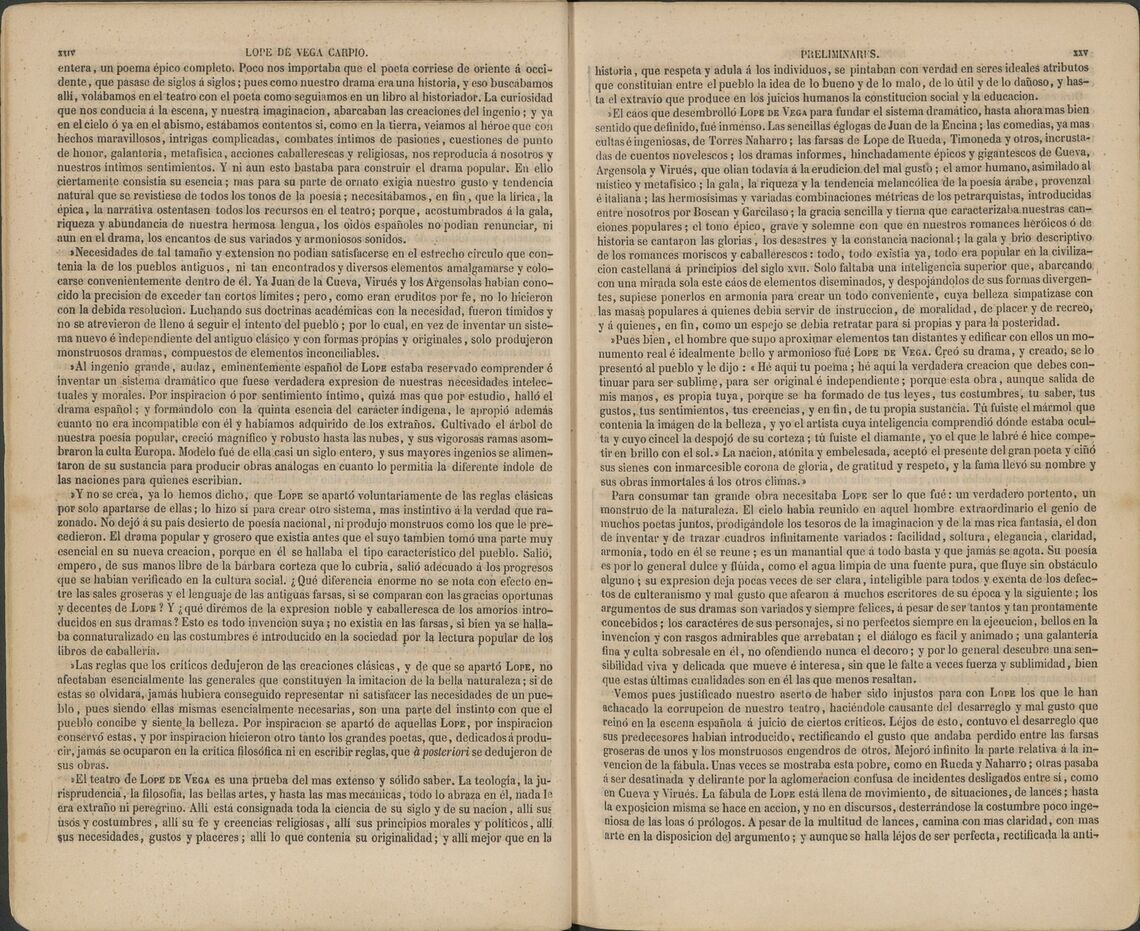 XXIV
LOPE DE VEGA CARPIO.
entera, un poema épico completo. Poco nos importaba que el poeta corriese de oriente á occi-
dente, que pasase de siglos á siglos; pues como nuestro drama era una historia, y eso buscabamos
allí, volábamos en el teatro con el poeta como seguiamos en un libro al historiador. La curiosidad
que nos conducia á la escena, y nuestra imaginacion, abarcaban las creaciones del ingenio; y ya
en el cielo ó ya en el abismo, estábamos contentos si, como en la tierra, veiamos al héroe que con
hechos maravillosos, intrigas complicadas, combates íntimos de pasiones, cuestiones de punto
de honor, galantería, metafísica, acciones caballerescas y religiosas, nos reproducia á nosotros y
nuestros íntimos sentimientos. Y ni aun esto bastaba para construir el drama popular. En ello
ciertamente consistia su esencia; mas para su parte de ornato exigia nuestro gusto y tendencia
natural que se revistiese de todos los tonos de la poesía; necesitábamos, en fin, que la lírica, la
épica, la narrativa ostentasen todos los recursos en el teatro; porque, acostumbrados á la gala,
riqueza y abundancia de nuestra hermosa lengua, los oidos españoles no podian renunciar, ni
aun en el drama, los encantos de sus variados y armoniosos sonidos.
»Necesidades de tal tamaño y extension no podian satisfacerse en el estrecho círculo que con-
tenia la de los pueblos antiguos, ni tan encontrados y diversos elementos amalgamarse y colo-
carse convenientemente dentro de él. Ya Juan de la Cueva, Virués y los Argensolas habian cono-
cido la precision de exceder tan cortos límites; pero, como eran eruditos por fe, no lo hicieron
con la debida resolucion. Luchando sus doctrinas académicas con la necesidad, fueron tímidos y
no se atrevieron de lleno á seguir el intento del pueblo; por lo cual, en vez de inventar un siste-
ma nuevo é independiente del antiguo clásico y con formas própias y originales, solo produjeron
monstruosos dramas, compuestos de elementos inconciliables.
»Al ingenio grande, audaz, eminentemente español de LOPE estaba reservado comprender é
inventar un sistema dramático que fuese verdadera expresion de nuestras necesidades intelec-
tuales y morales. Por inspiracion ó por sentimiento íntimo, quizá mas que por estudio, halló el
drama español; y formándolo con la quinta esencia del carácter indígena, le apropió además
cuanto no era incompatible con él y habiamos adquirido de los extraños. Cultivado el árbol de
nuestra poesía popular, creció magnífico y robusto hasta las nubes, y sus vigorosas ramas asom-
braron la culta Europa. Modelo fué de ella casi un siglo entero, y sus mayores ingenios se alimen-
taron de su sustancia para producir obras análogas en cuanto lo permitia la diferente índole de
las naciones para quienes escribian.
»Y no se crea, ya lo hemos dicho, que LOPE se apartó voluntariamente de las reglas clásicas
por solo apartarse de ellas; lo hizo sí para crear otro sistema, mas instintivo á la verdad que ra-
zonado. No dejó á su país desierto de poesía nacional, ni produjo monstruos como los que le pre-
cedieron. El drama popular y grosero que existia antes que el suyo tambien tomó una parte muy
esencial en su nueva creacion, porque en él se hallaba el tipo característico del pueblo. Salió,
empero, de sus manos libre de la bárbara corteza que lo cubria, salió adecuado á los progresos
que se habian verificado en la cultura social. ¿Qué diferencia enorme no se nota con efecto en-
tre las sales groseras y el lenguaje de las antiguas farsas, si se comparan con las gracias oportunas
y decentes de LOPE? Y ¿qué dirémos de la expresion noble y caballeresca de los amoríos intro-
ducidos en sus dramas? Esto es todo invencion suya; no existia en las farsas, si bien ya se halla-
ba connaturalizado en las costumbres é introducido en la sociedad por la lectura popular de los
libros de caballería.
»Las reglas que los críticos dedujeron de las creaciones clásicas, y de que se apartó LOPE, no
afectaban esencialmente las generales que constituyen la imitacion de la bella naturaleza; si de
estas se olvidara, jamás hubiera conseguido representar ni satisfacer las necesidades de un pue-
blo, pues siendo ellas mismas esencialmente necesarias, son una parte del instinto con que el
pueblo concibe y siente la belleza. Por inspiracion se apartó de aquellas LOPE, por inspiracion
conservó estas, y por inspiracion hicieron otro tanto los grandes poetas, que, dedicados á produ-
cir, jamás se ocuparon en la crítica filosófica ni en escribir reglas, que à posteriori se dedujeron de
sus obras.
»El teatro de LOPE DE VEGA es una prueba del mas extenso y sólido saber. La teología, la ju-
risprudencia, la filosofía, las bellas artes, y hasta las mas mecánicas, todo lo abraza en él, nada le
era extraño ni peregrino. Allí está consignada toda la ciencia de su siglo y de su nacion, allí sus
usos y costumbres, allí su fe y creencias religiosas, allí sus principios morales y políticos, allí
sus necesidades, gustos y placeres; allí lo que contenia su originalidad; y allí mejor que en la
PRELIMINARES.
XXV
historia, que respeta y adula á los individuos, se pintaban con verdad en seres ideales atributos
que constituian entre el pueblo la idea de lo bueno y de lo malo, de lo útil y de lo dañoso, y has-
ta el extravío que produce en los juicios humanos la constitucion social y la educacion.
»El caos que desembrolló LOPE DE VEGA para fundar el sistema dramático, hasta ahora mas bien
sentido que definido, fué inmenso. Las sencillas églogas de Juan de la Encina; las comedias, ya mas
cultas é ingeniosas, de Torres Naharro; las farsas de Lope de Rueda, Timoneda y otros, incrusta-
das de cuentos novelescos; los dramas informes, hinchadamente épicos y gigantescos de Cueva,
Argensola y Virués, que olian todavía á la erudicion del mal gusto; el amor humano, asimilado al
místico y metafísico; la gala, la riqueza y la tendencia melancólica de la poesía árabe, provenzal
é italiana; las hermosísimas y variadas combinaciones métricas de los petrarquistas, introducidas
entre nosotros por Boscan y Garcilaso; la gracia sencilla y tierna que caracterizaba nuestras can-
ciones populares; el tono épico, grave y solemne con que en nuestros romances heróicos ó de
historia se cantaron las glorias, los desastres y la constancia nacional; la gala y brio descriptivo
de los romances moriscos y caballerescos: todo, todo existia ya, todo era popular en la civiliza-
cion castellana á principios del siglo XVII. Solo faltaba una inteligencia superior que, abarcando
con una mirada sola este cáos de elementos diseminados, y despojándolos de sus formas divergen-
tes, supiese ponerlos en armonía para crear un todo conveniente, cuya belleza simpatizase con
las masas populares á quienes debia servir de instruccion, de moralidad, de placer y de recreo,
y á quienes, en fin, como un espejo se debia retratar para sí propias y para la posteridad.
»Pues bien, el hombre que supo aproximar elementos tan distantes y edificar con ellos un mo-
numento real é idealmente bello y armonioso fué LOPE DE VEGA. Creó su drama, y creado, se lo
presentó al pueblo y le dijo: «Hé aquí tu poema; hé aquí la verdadera creacion que debes con-
tinuar para ser sublime, para ser original é independiente; porque esta obra, aunque salida de
mis manos, es propia tuya, porque se ha formado de tus leyes, tus costumbres, tu saber, tus
gustos, tus sentimientos, tus creencias, y en fin, de tu propia sustancia. Tú fuiste el mármol que
contenia la imágen de la belleza, y yo el artista cuya inteligencia comprendió dónde estaba ocul-
ta y cuyo cincel la despojó de su corteza; tú fuiste el diamante, yo el que le labré é hice compe-
tir en brillo con el sol.» La nacion, atónita y embelesada, aceptó el presente del gran poeta y ciñó
sus sienes con inmarcesible corona de gloria, de gratitud y respeto, y la fama llevó su nombre y
sus obras inmortales á los otros climas.»
Para consumar tan grande obra necesitaba LOPE ser lo que fué: un verdadero portento, un
monstruo de la naturaleza. El cielo habia reunido en aquel hombre extraordinario el genio de
muchos poetas juntos, prodigándole los tesoros de la imaginacion y de la mas rica fantasía, el don
de inventar y de trazar cuadros infinitamente variados: facilidad, soltura, elegancia, claridad,
armonía, todo en él se reune; es un manantial que á todo basta y que jamás se agota. Su poesía
es por lo general dulce y flúida, como el agua limpia de una fuente pura, que fluye sin obstáculo
alguno; su expresion deja pocas veces de ser clara, inteligible para todos y exenta de los defec-
tos de culteranismo y mal gusto que afearon á muchos escritores de su época y la siguiente; los
argumentos de sus dramas son variados y siempre felices, á pesar de ser tantos y tan prontamente
concebidos; los caractéres de sus personajes, si no perfectos siempre en la ejecucion, bellos en la
invencion y con rasgos admirables que arrebatan; el diálogo es facil y animado; una galantería
fina y culta sobresale en él, no ofendiendo nunca el decoro; y por lo general descubre una sen-
sibilidad viva y delicada que mueve é interesa, sin que le falte a veces fuerza y sublimidad, bien
que estas últimas cualidades son en él las que menos resaltan.
Vemos pues justificado nuestro aserto de haber sido injustos para con LOPE los que le han
achacado la corrupcion de nuestro teatro, haciéndole causante del desarreglo y mal gusto que
reinó en la escena española á juicio de ciertos críticos. Léjos de ésto, contuvo el desarreglo que
sus predecesores habian introducido, rectificando el gusto que andaba perdido entre las farsas
groseras de unos y los monstruosos engendros de otros. Mejoró infinito la parte relativa á la in-
vencion de la fábula. Unas veces se mostraba esta pobre, como en Rueda y Naharro; otras pasaba
á ser desatinada y delirante por la aglomeracion confusa de incidentes desligados entre sí, como
en Cueva y Virués. La fábula de LOPE está llena de movimiento, de situaciones, de lances; hasta
la exposicion misma se hace en accion, y no en discursos, desterrándose la costumbre poco inge-
niosa de las loas ó prólogos. A pesar de la multitud de lances, camina con mas claridad, con mas
arte en la disposicion del argumento; y aunque se halla léjos de ser perfecta, rectificada la anti-